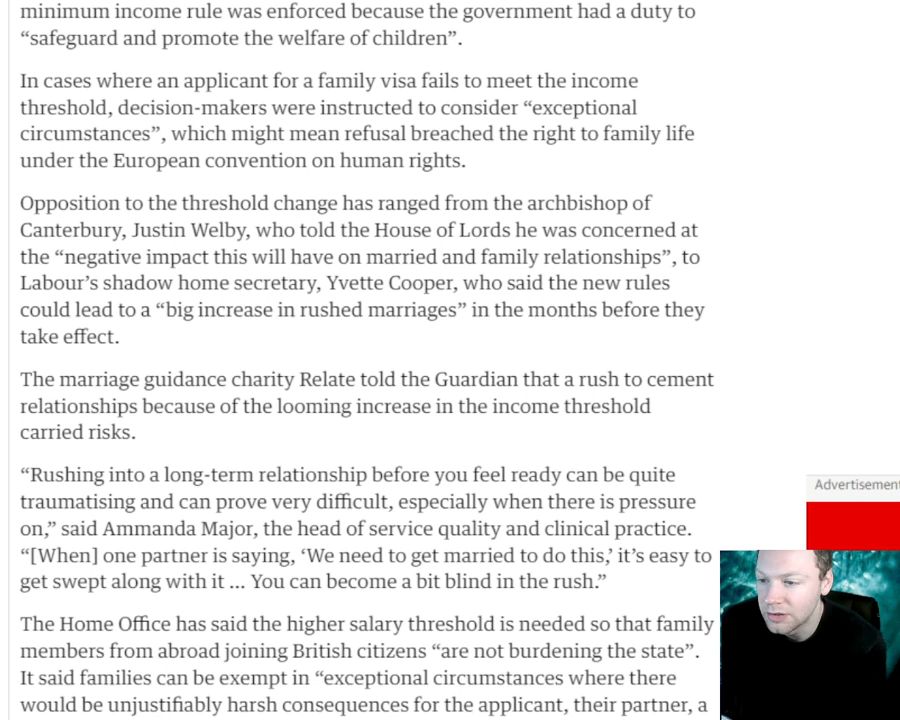 minimum income rule was enforced because the government had a duty to
“safeguard and promote the welfare of children”.
In cases where an applicant for a family visa fails to meet the income
threshold, decision-makers were instructed to consider “exceptional
circumstances”, which might mean refusal breached the right to family life
under the European convention on human rights.
Opposition to the threshold change has ranged from the archbishop of
Canterbury, Justin Welby, who told the House of Lords he was concerned at
the “negative impact this will have on married and family relationships”, to
Labour’s shadow home secretary, Yvette Cooper, who said the new rules
could lead to a “big increase in rushed marriages” in the months before they
take effect.
The marriage guidance charity Relate told the Guardian that a rush to cement
relationships because of the looming increase in the income threshold
carried risks.
“Rushing into a long-term relationship before you feel ready can be quite
traumatising and can prove very difficult, especially when there is pressure
on,” said Ammanda Major, the head of service quality and clinical practice.
“[When] one partner is saying, ‘We need to get married to do this,’ it’s easy to
get swept along with it ... You can become a bit blind in the rush.”
The Home Office has said the higher salary threshold is needed so that family
members from abroad joining British citizens “are not burdening the state”.
It said families can be exempt in “exceptional circumstances where there
would be unjustifiably harsh consequences for the applicant, their partner, a
Advertisement